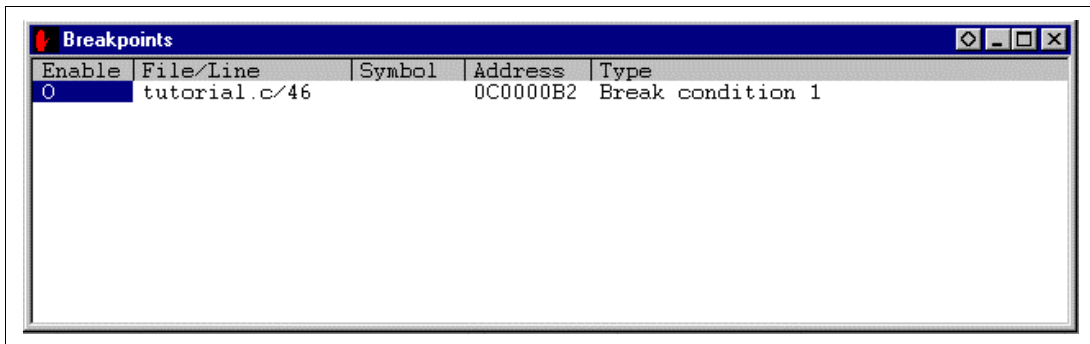 Breakpoints
Enable File/Line Symbol Address Type
O tutorial.c/46 0C0000B2 Break condition 1